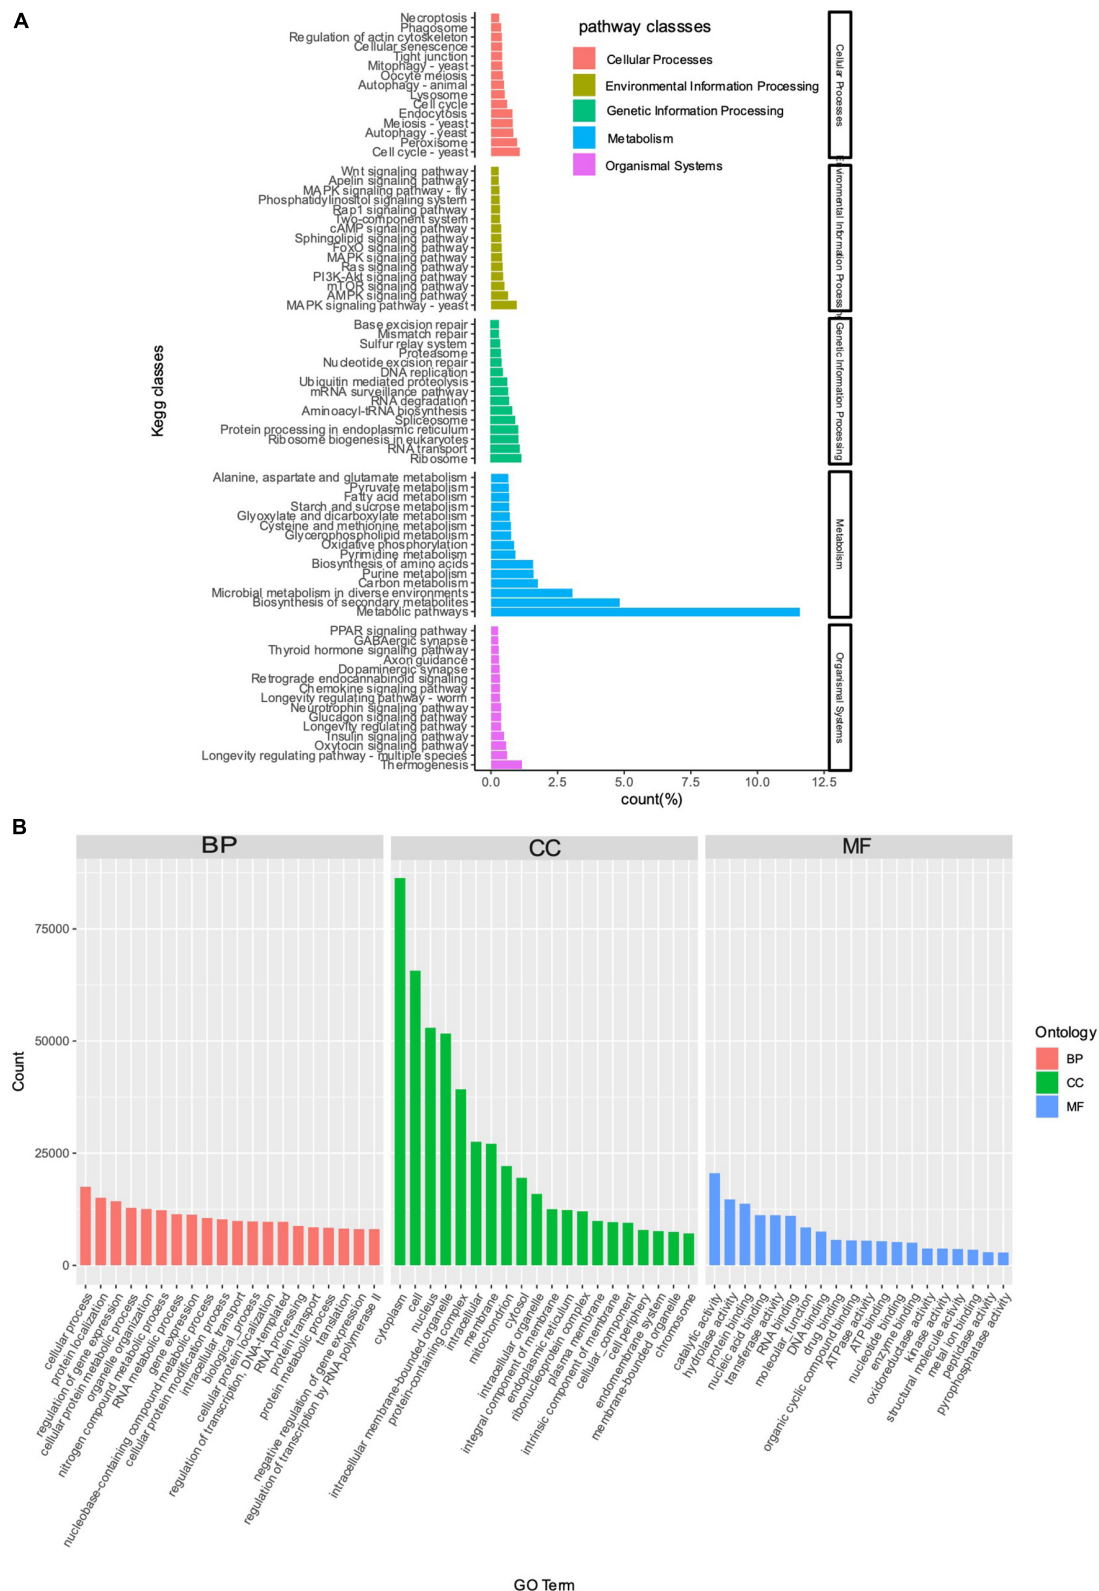 A
pathway classses
Cellular Processes
Environmental Information Processing
Genetic Information Processing
Metabolism
Organismal Systems
Kegg classes
Necroptosis
Phagosome
Regulation of actin cytoskeleton
Cellular senescence
Tight junction
Mitophagy - yeast
Oocyte meiosis
Autophagy - animal
Lysosome
Cell cycle
Endocytosis
Meiosis - yeast
Autophagy - yeast
Peroxisome
Cell cycle - yeast
Cellular Processes
Wnt signaling pathway
Apelin signaling pathway
MAPK signaling pathway - fly
Phosphatidylinositol signaling system
Rap1 signaling pathway
Two-component system
cAMP signaling pathway
Sphingolipid signaling pathway
FoxO signaling pathway
MAPK signaling pathway
Ras signaling pathway
PI3K-Akt signaling pathway
mTOR signaling pathway
AMPK signaling pathway
MAPK signaling pathway - yeast
Environmental Information Processing
Base excision repair
Mismatch repair
Sulfur relay system
Proteasome
Nucleotide excision repair
DNA replication
Ubiquitin mediated proteolysis
mRNA surveillance pathway
RNA degradation
Aminoacyl-tRNA biosynthesis
Spliceosome
Protein processing in endoplasmic reticulum
Ribosome biogenesis in eukaryotes
RNA transport
Ribosome
Genetic Information Processing
Alanine, aspartate and glutamate metabolism
Pyruvate metabolism
Fatty acid metabolism
Starch and sucrose metabolism
Glyoxylate and dicarboxylate metabolism
Cysteine and methionine metabolism
Glycerophospholipid metabolism
Oxidative phosphorylation
Pyrimidine metabolism
Biosynthesis of amino acids
Purine metabolism
Carbon metabolism
Microbial metabolism in diverse environments
Biosynthesis of secondary metabolites
Metabolic pathways
Metabolism
PPAR signaling pathway
GABAergic synapse
Thyroid hormone signaling pathway
Axon guidance
Dopaminergic synapse
Retrograde endocannabinoid signaling
Chemokine signaling pathway
Longevity regulating pathway - worm
Neurotrophin signaling pathway
Glucagon signaling pathway
Longevity regulating pathway
Insulin signaling pathway
Oxytocin signaling pathway
Longevity regulating pathway - multiple species
Thermogenesis
Organismal Systems
0.0 2.5 5.0 7.5 10.0 12.5
count(%)
B
BP CC MF
Count
75000
50000
25000
0
Ontology
BP
CC
MF
cellular process
protein localization
regulation of gene expression
cellular protein metabolic process
organelle organization
nitrogen compound metabolic process
RNA metabolic process
gene expression
nucleobase-containing compound metabolic process
cellular protein modification process
intracellular transport
biological_process
cellular protein localization
regulation of transcription, DNA-templated
RNA processing
protein transport
protein metabolic process
translation
negative regulation of gene expression
regulation of transcription by RNA polymerase II
cytoplasm
cell
nucleus
intracellular membrane-bounded organelle
protein-containing complex
intracellular
membrane
mitochondrion
cytosol
intracellular organelle
integral component of membrane
endoplasmic reticulum
ribonucleoprotein complex
plasma membrane
intrinsic component of membrane
cellular_component
cell periphery
endomembrane system
membrane-bounded organelle
chromosome
catalytic activity
hydrolase activity
protein binding
nucleic acid binding
transferase activity
RNA binding
molecular_function
DNA binding
drug binding
organic cyclic compound binding
ATPase activity
ATP binding
nucleotide binding
enzyme binding
oxidoreductase activity
kinase activity
structural molecule activity
metal ion binding
peptidase activity
pyrophosphatase activity
GO Term